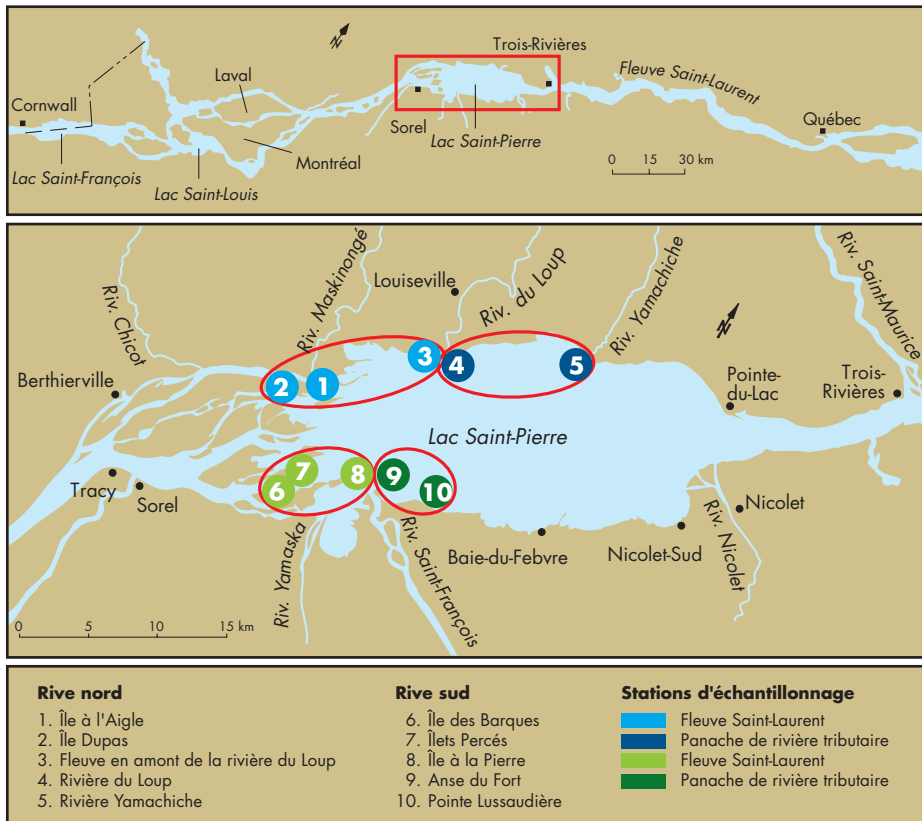 Trois-Rivières
Laval
Fleuve Saint-Laurent
Cornwall
N
Sorel
Québec
Montréal
Lac Saint-Pierre
Lac Saint-François
Lac Saint-Louis
0 15 30 km
Riv. Chicot
Riv. Maskinongé
Louiseville
Riv. du Loup
Riv. Yamachiche
Riv. Saint-Maurice
N
Berthierville
2 1 3 4 5
Pointe-
du-Lac
Trois-
Rivières
Lac Saint-Pierre
Tracy
Sorel
6 7 8 9 10
Riv. Yamaska
Riv. Saint-François
Baie-du-Febvre
Nicolet-Sud
Riv. Nicolet
Nicolet
0 5 10 15 km
Rive nord
1. Île à l'Aigle
2. Île Dupas
3. Fleuve en amont de la rivière du Loup
4. Rivière du Loup
5. Rivière Yamachiche
Rive sud
6. Île des Barques
7. Îlets Percés
8. Île à la Pierre
9. Anse du Fort
10. Pointe Lussaudière
Stations d'échantillonnage
Fleuve Saint-Laurent
Panache de rivière tributaire
Fleuve Saint-Laurent
Panache de rivière tributaire